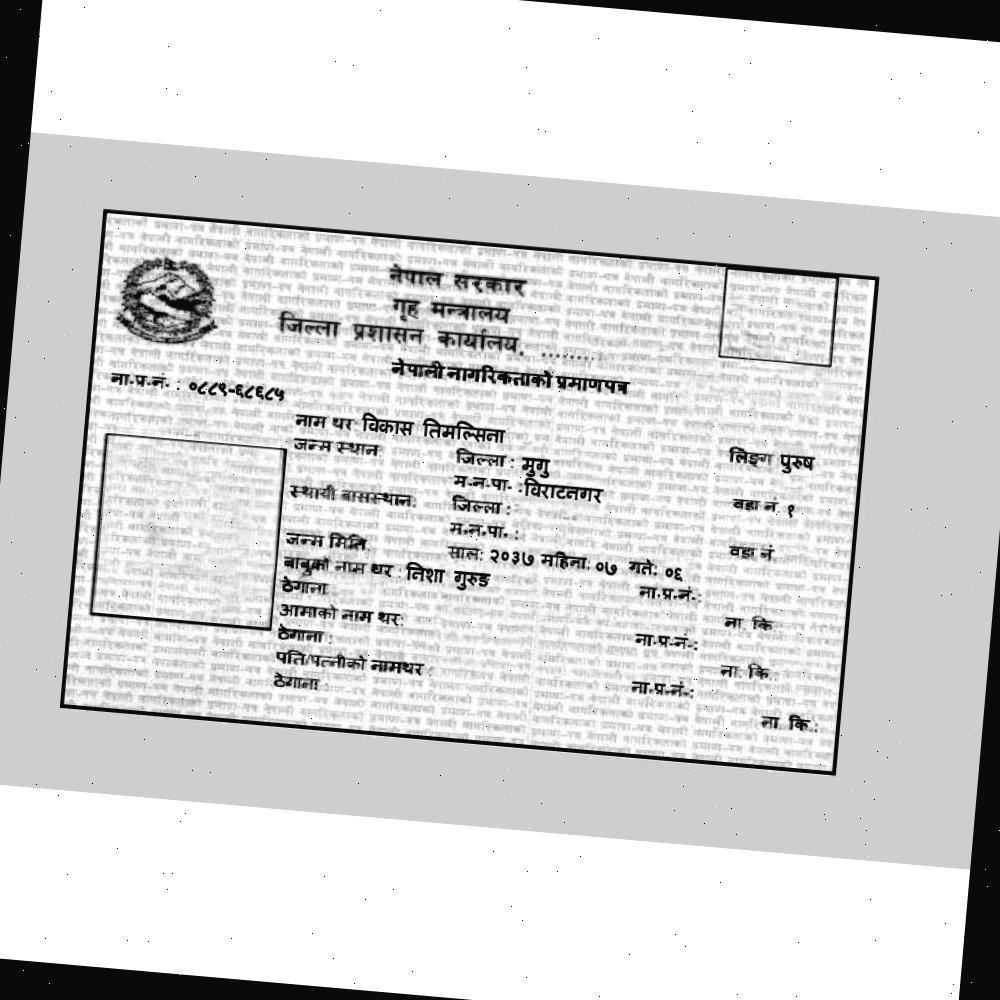 नेपाल सरकार
गृह मन्त्रालय
जिल्ला प्रशासन कार्यालय, ........
नेपाली नागरिकताको प्रमाणपत्र
ना.प्र.नं. : ०८८९-६८६८५
नाम थर: विकास तिमल्सिना
लिङ्ग पुरुष
जन्म स्थान: जिल्ला : मुगु
म.न.पा. :विराटनगर वडा नं. १
स्थायी बासस्थान: जिल्ला :
म.न.पा. : वडा नं.
जन्म मिति: साल: २०३७ महिना: ०७ गते: ०६
बाबुको नाम थर : निशा गुरुङ ना.प्र.नं.:
ठेगाना: ना. कि.:
आमाको नाम थर: ना.प्र.नं.:
ठेगाना : ना. कि.:
पति/पत्नीको नामथर : ना.प्र.नं.:
ठेगाना : ना. कि.: